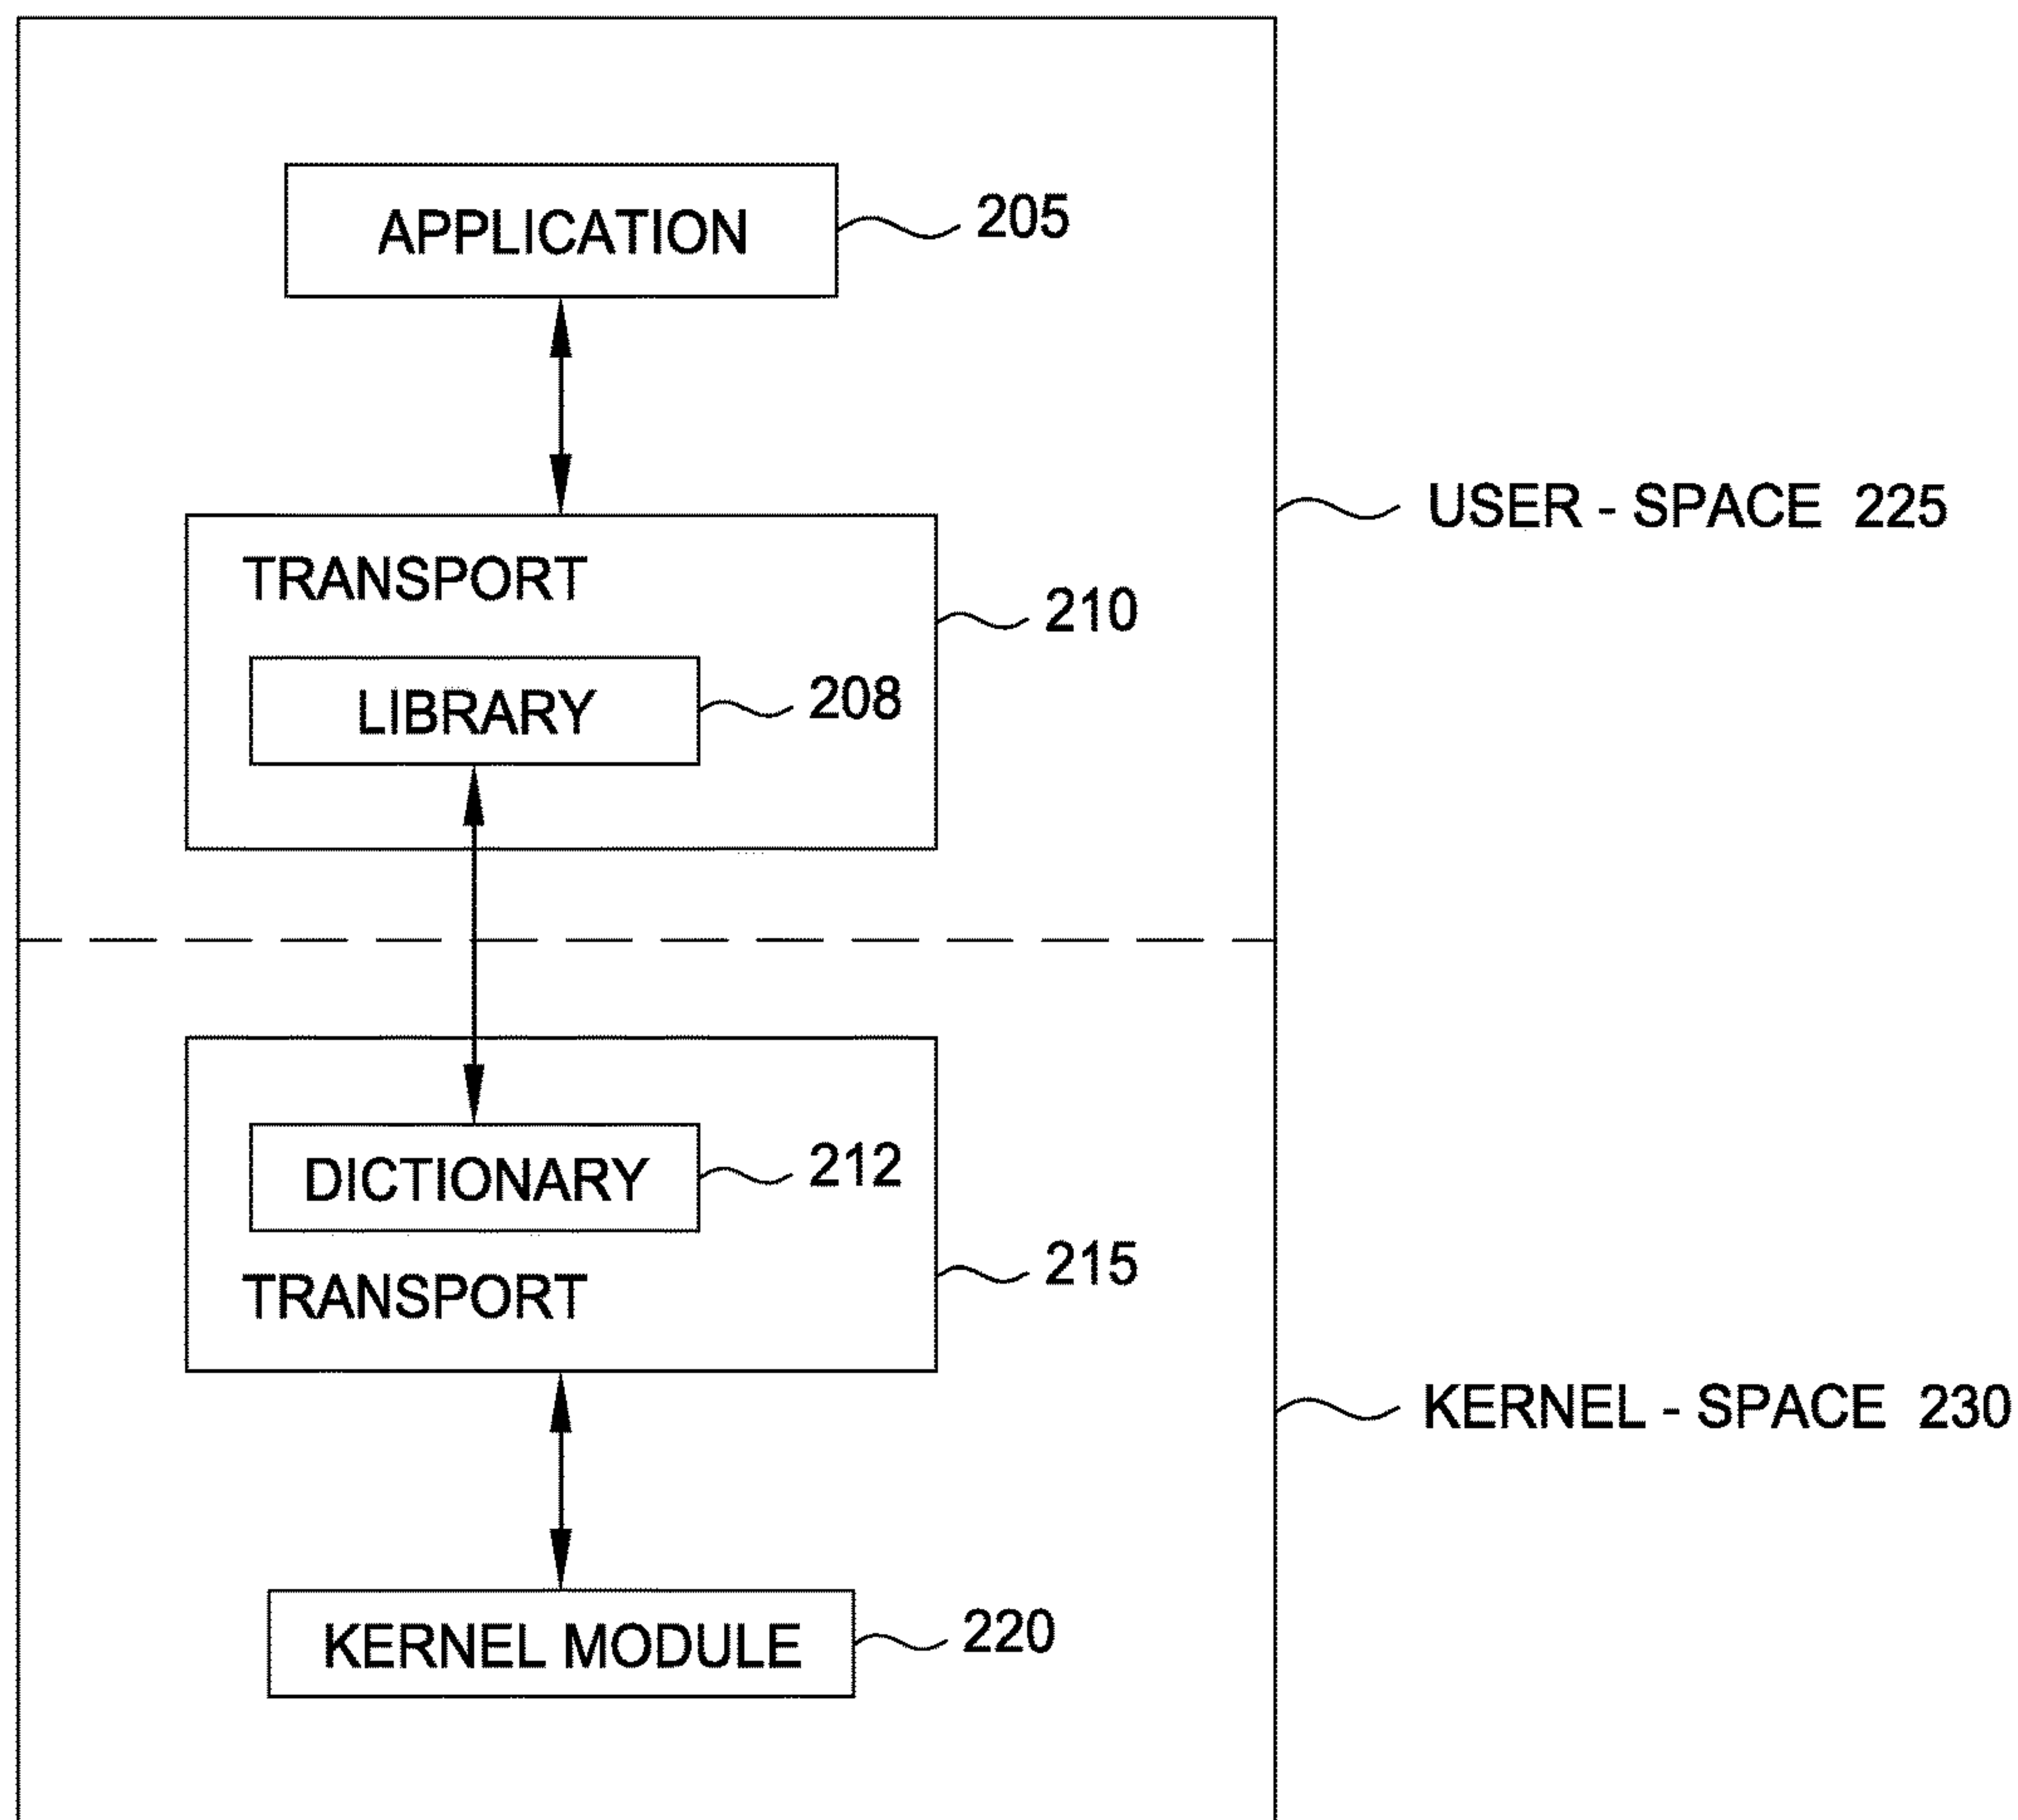 APPLICATION
205
USER - SPACE 225
TRANSPORT
210
LIBRARY
208
DICTIONARY
212
215
TRANSPORT
KERNEL - SPACE 230
KERNEL MODULE
220